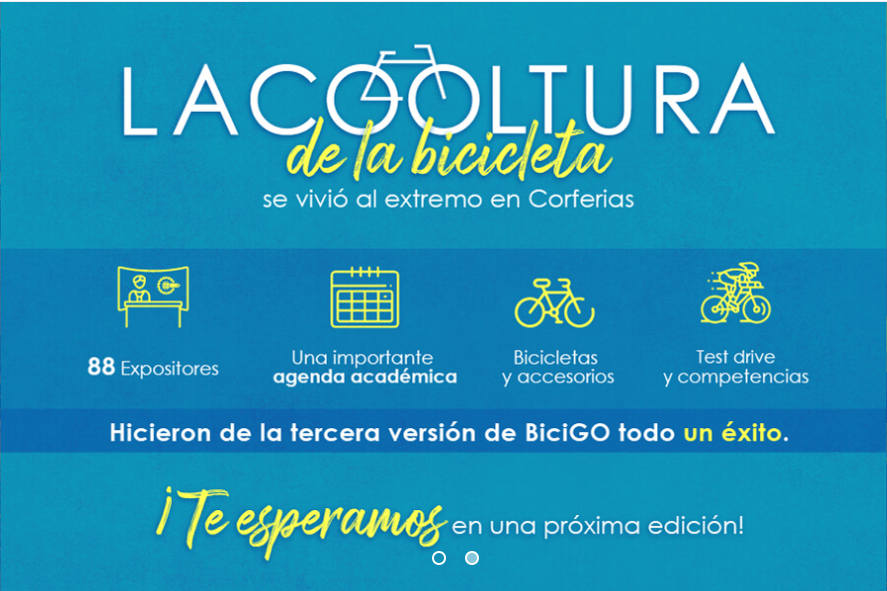 LACOOLTURA
de la bicicleta
se vivió al extremo en Corferias
88 Expositores
Una importante
agenda académica
Bicicletas
y accesorios
Test drive
y competencias
Hicieron de la tercera versión de BiciGO todo un éxito.
¡Te esperamos en una próxima edición!